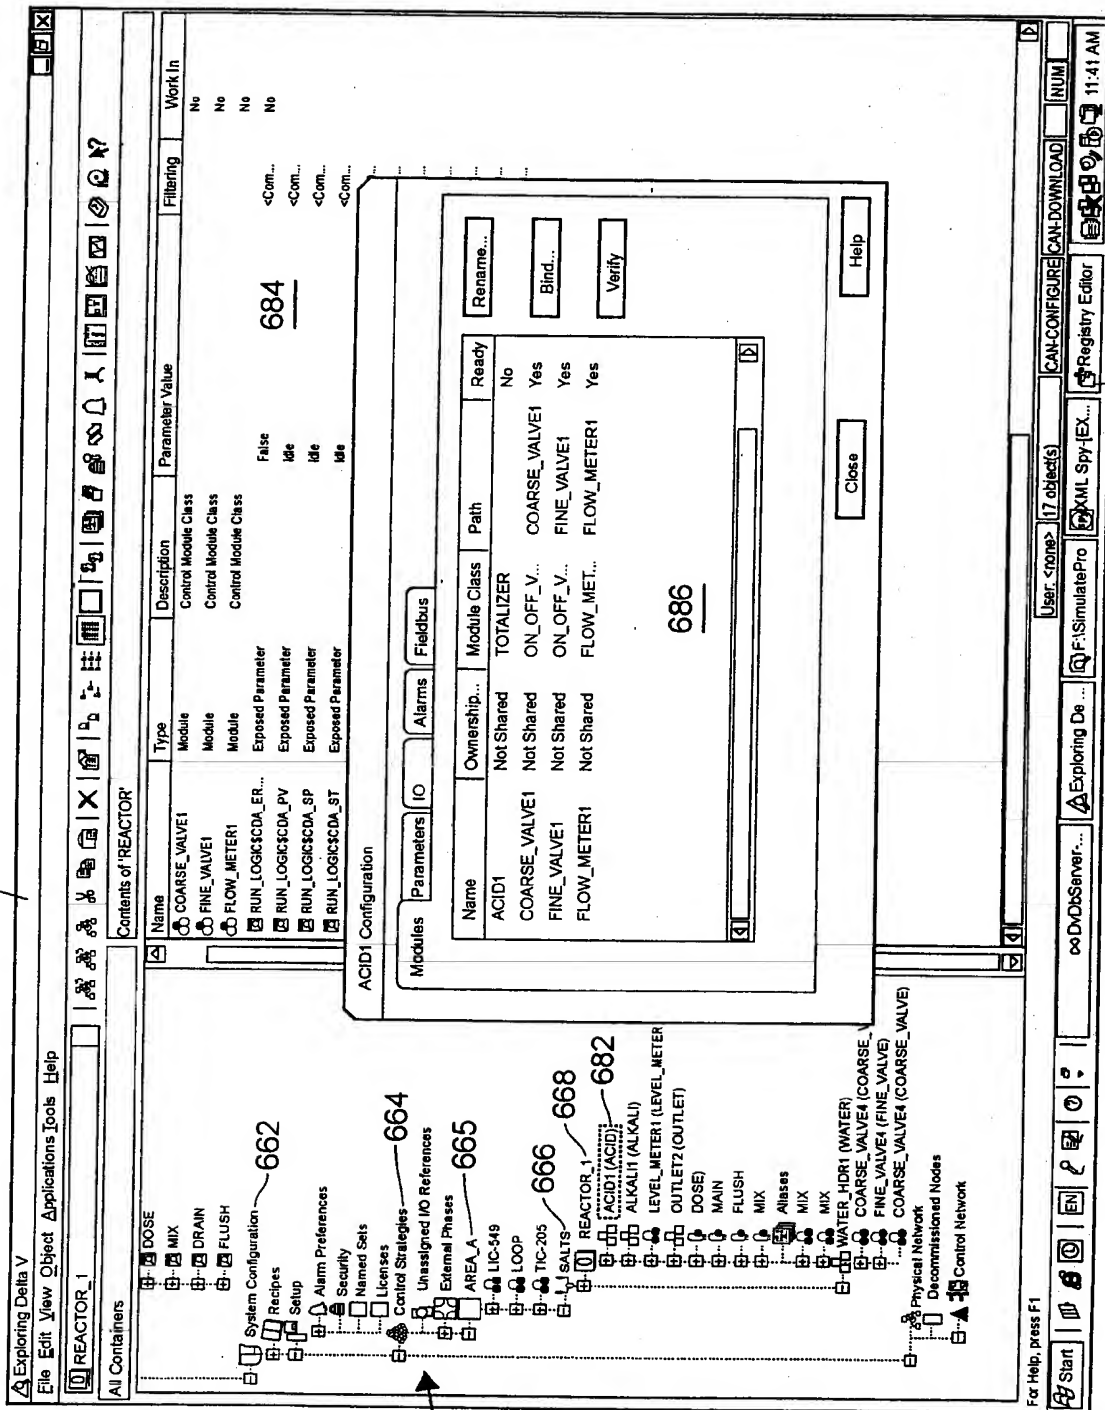 Exploring Delta V
File Edit View Object Applications Tools Help
REACTOR_1
All Containers
Contents of 'REACTOR'
DOSE
MIX
DRAIN
FLUSH
System Configuration
662
Recipes
Setup
Alarm Preferences
Security
Named Sets
Licenses
Control Strategies
664
Unassigned I/O References
External Phases
AREA_A
665
LIC-549
LOOP
TIC-205
SALTS
666
REACTOR_1
668
ACID1 (ACID)
682
ALKALI1 (ALKALI)
LEVEL_METER1 (LEVEL_METER
OUTLET2 (OUTLET)
DOSE)
MAIN
FLUSH
MIX
Aliases
MIX
MIX
WATER_HDR1 (WATER)
COARSE_VALVE4 (COARSE_V
FINE_VALVE4 (FINE_VALVE)
COARSE_VALVE4 (COARSE_VALVE)
Physical Network
Decommissioned Nodes
Control Network
Name Type Description Parameter Value Filtering Work In
COARSE_VALVE1 Module Control Module Class No
FINE_VALVE1 Module Control Module Class No
FLOW_METER1 Module Control Module Class No
RUN_LOGIC$CDA_ER... Exposed Parameter False <Com... No
RUN_LOGIC$CDA_PV Exposed Parameter Idle <Com...
RUN_LOGIC$CDA_SP Exposed Parameter Idle <Com...
RUN_LOGIC$CDA_ST Exposed Parameter Idle <Com...
684
ACID1 Configuration
Modules Parameters IO Alarms Fieldbus
Name Ownership... Module Class Path Ready
ACID1 Not Shared TOTALIZER No
COARSE_VALVE1 Not Shared ON_OFF_V... COARSE_VALVE1 Yes
FINE_VALVE1 Not Shared ON_OFF_V... FINE_VALVE1 Yes
FLOW_METER1 Not Shared FLOW_MET... FLOW_METER1 Yes
686
Rename...
Bind...
Verify
Close Help
For Help, press F1
User: <none> 17 object(s) CAN-CONFIGURE CAN-DOWNLOAD NUM
Start EN DvDbServer-... Exploring De ... F:\SimulatePro XML Spy-[EX... Registry Editor 11:41 AM